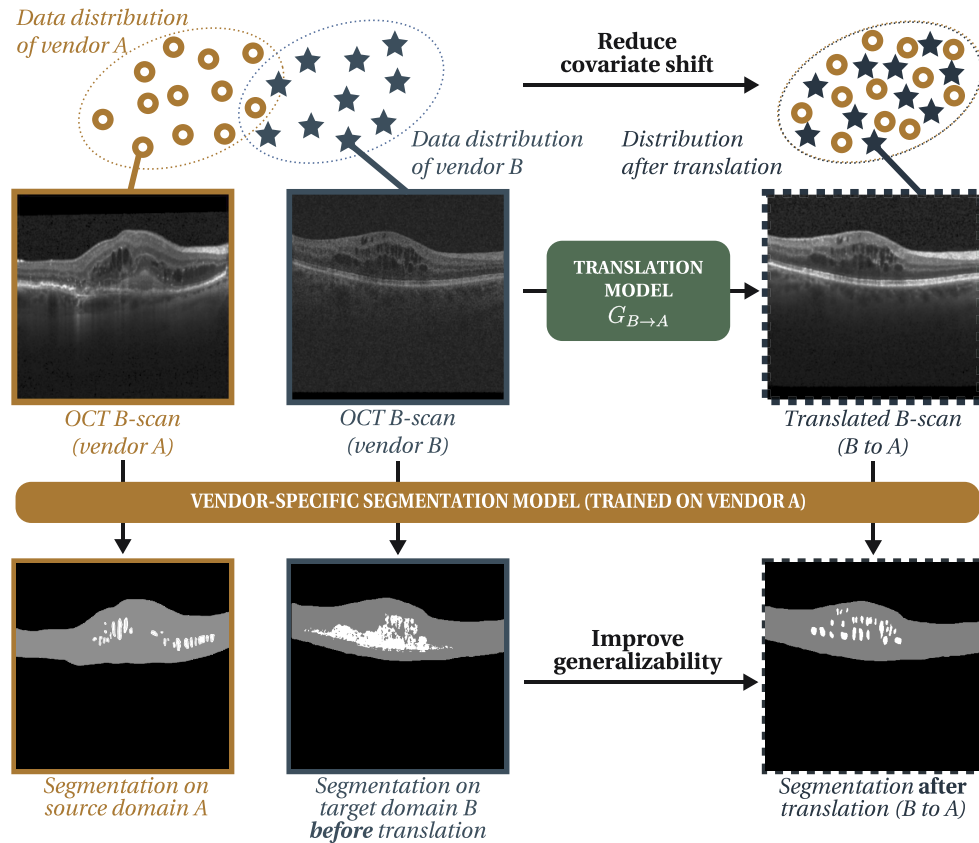 Data distribution
of vendor A
Reduce
covariate shift
Data distribution
of vendor B
Distribution
after translation
TRANSLATION
MODEL
G_{B→A}
OCT B-scan
(vendor A)
OCT B-scan
(vendor B)
Translated B-scan
(B to A)
VENDOR-SPECIFIC SEGMENTATION MODEL (TRAINED ON VENDOR A)
Improve
generalizability
Segmentation on
source domain A
Segmentation on
target domain B
before translation
Segmentation after
translation (B to A)